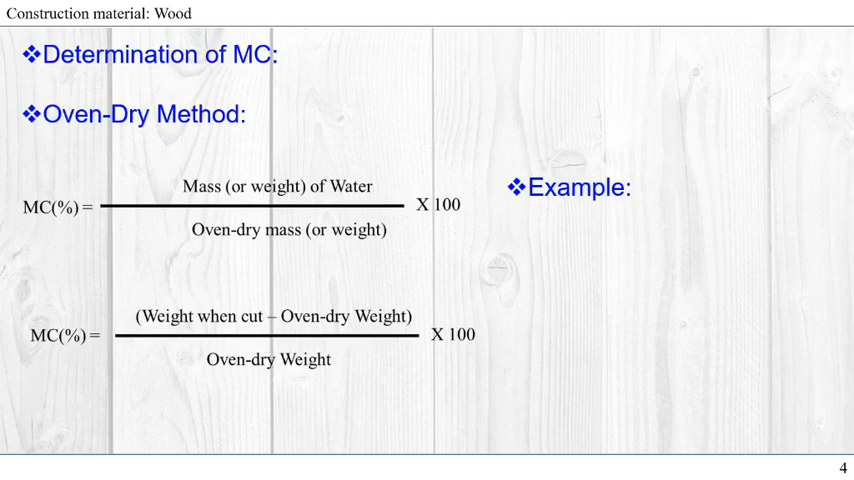 Construction material: Wood
❖Determination of MC:
❖Oven-Dry Method:
Mass (or weight) of Water
MC(%) = X 100
Oven-dry mass (or weight)
❖Example:
(Weight when cut – Oven-dry Weight)
MC(%) = X 100
Oven-dry Weight
4